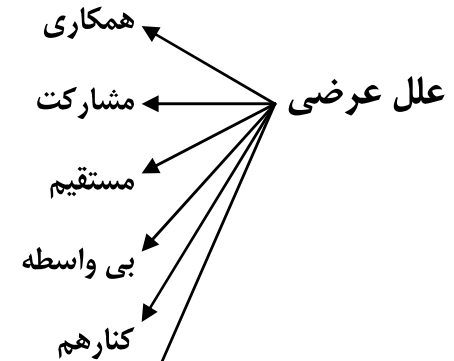 علل عرضی
همکاری
مشارکت
مستقیم
بی واسطه
کنارهم